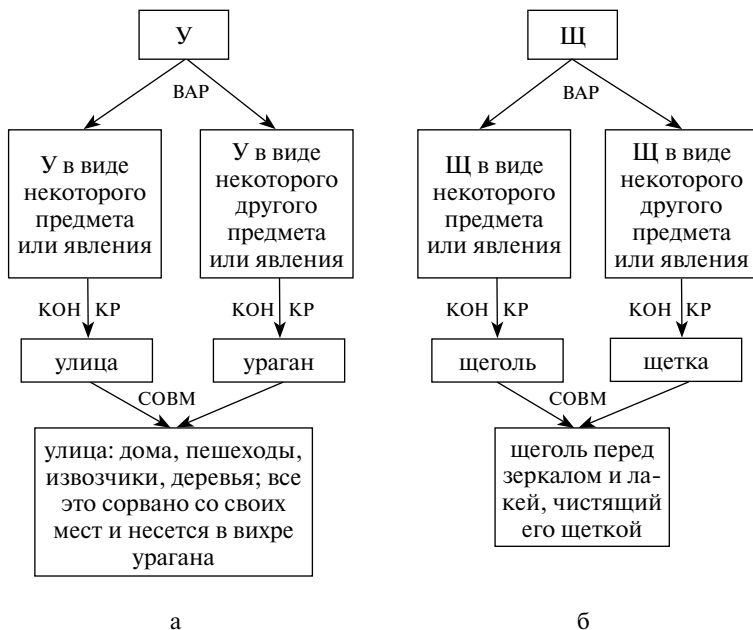 У
ВАР
У в виде
некоторого
предмета
или явления
У в виде
некоторого
другого
предмета
или явления
КОН КР
КОН КР
улица
ураган
СОВМ
улица: дома, пешеходы,
извозчики, деревья; все
это сорвано со своих
мест и несется в вихре
урагана
а
Щ
ВАР
Щ в виде
некоторого
предмета
или явления
Щ в виде
некоторого
другого
предмета
или явления
КОН КР
КОН КР
щеголь
щетка
СОВМ
щеголь перед
зеркалом и ла-
кей, чистящий
его щеткой
б